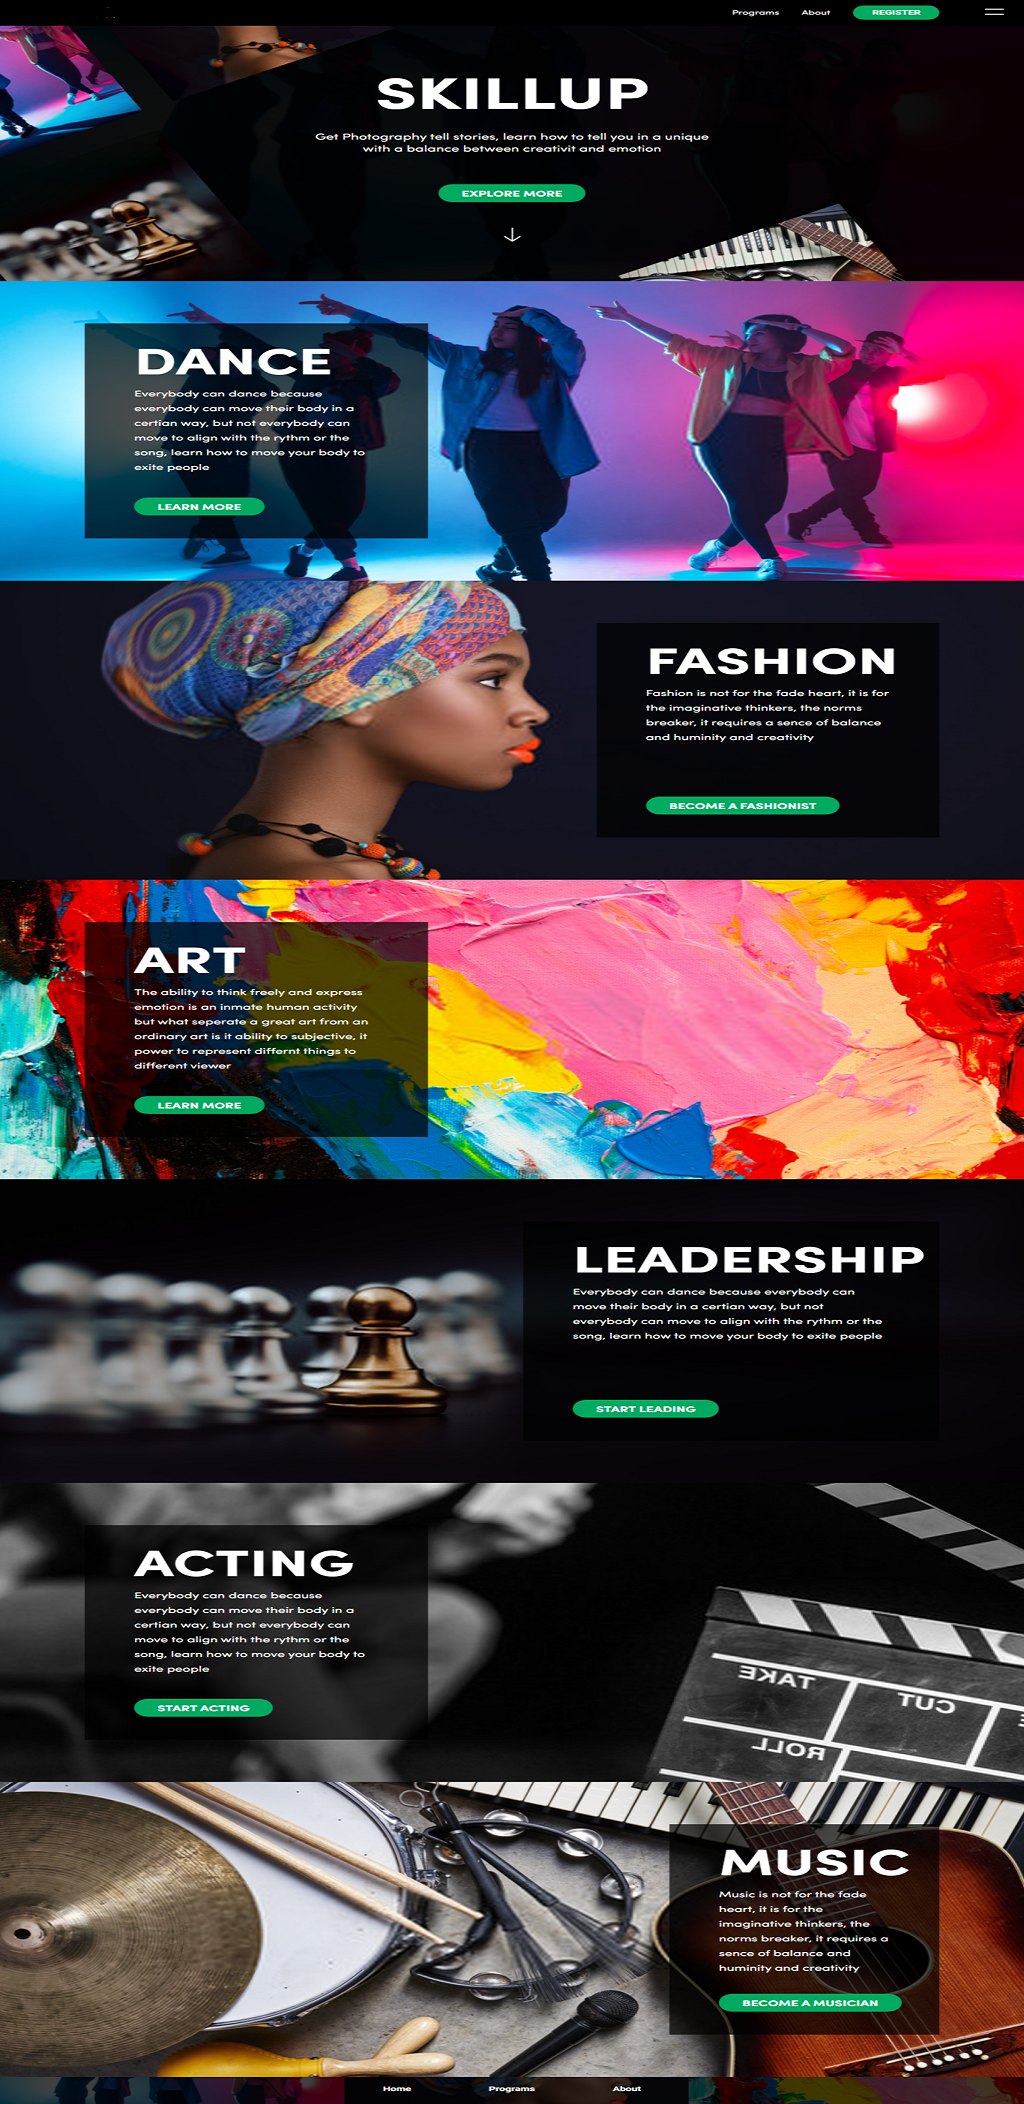 Programs About REGISTER
SKILLUP
Get Photography tell stories, learn how to tell you in a unique
with a balance between creativit and emotion
EXPLORE MORE
DANCE
Everybody can dance because
everybody can move their body in a
certian way, but not everybody can
move to align with the rythm or the
song, learn how to move your body to
exite people
LEARN MORE
FASHION
Fashion is not for the fade heart, it is for
the imaginative thinkers, the norms
breaker, it requires a sence of balance
and huminity and creativity
BECOME A FASHIONIST
ART
The ability to think freely and express
emotion is an inmate human activity
but what seperate a great art from an
ordinary art is it ability to subjective, it
power to represent differnt things to
different viewer
LEARN MORE
LEADERSHIP
Everybody can dance because everybody can
move their body in a certian way, but not
everybody can move to align with the rythm or the
song, learn how to move your body to exite people
START LEADING
ACTING
Everybody can dance because
everybody can move their body in a
certian way, but not everybody can
move to align with the rythm or the
song, learn how to move your body to
exite people
START ACTING
TAKE
CUT
ROLL
MUSIC
Music is not for the fade
heart, it is for the
imaginative thinkers, the
norms breaker, it requires a
sence of balance and
huminity and creativity
BECOME A MUSICIAN
Home Programs About